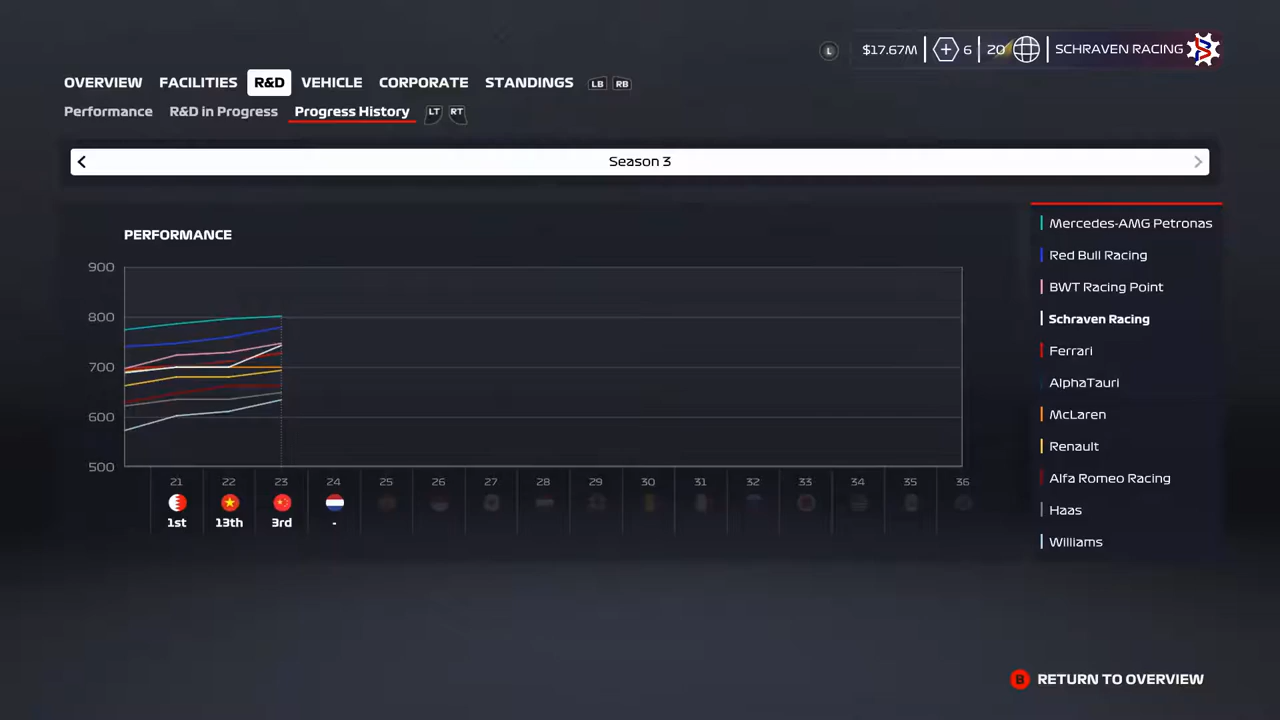 L $17.67M 6 20 SCHRAVEN RACING
OVERVIEW FACILITIES R&D VEHICLE CORPORATE STANDINGS LB RB
Performance R&D in Progress Progress History LT RT
Season 3
PERFORMANCE
900
800
700
600
500
21 22 23 24 25 26 27 28 29 30 31 32 33 34 35 36
1st 13th 3rd -
Mercedes-AMG Petronas
Red Bull Racing
BWT Racing Point
Schraven Racing
Ferrari
AlphaTauri
McLaren
Renault
Alfa Romeo Racing
Haas
Williams
B RETURN TO OVERVIEW